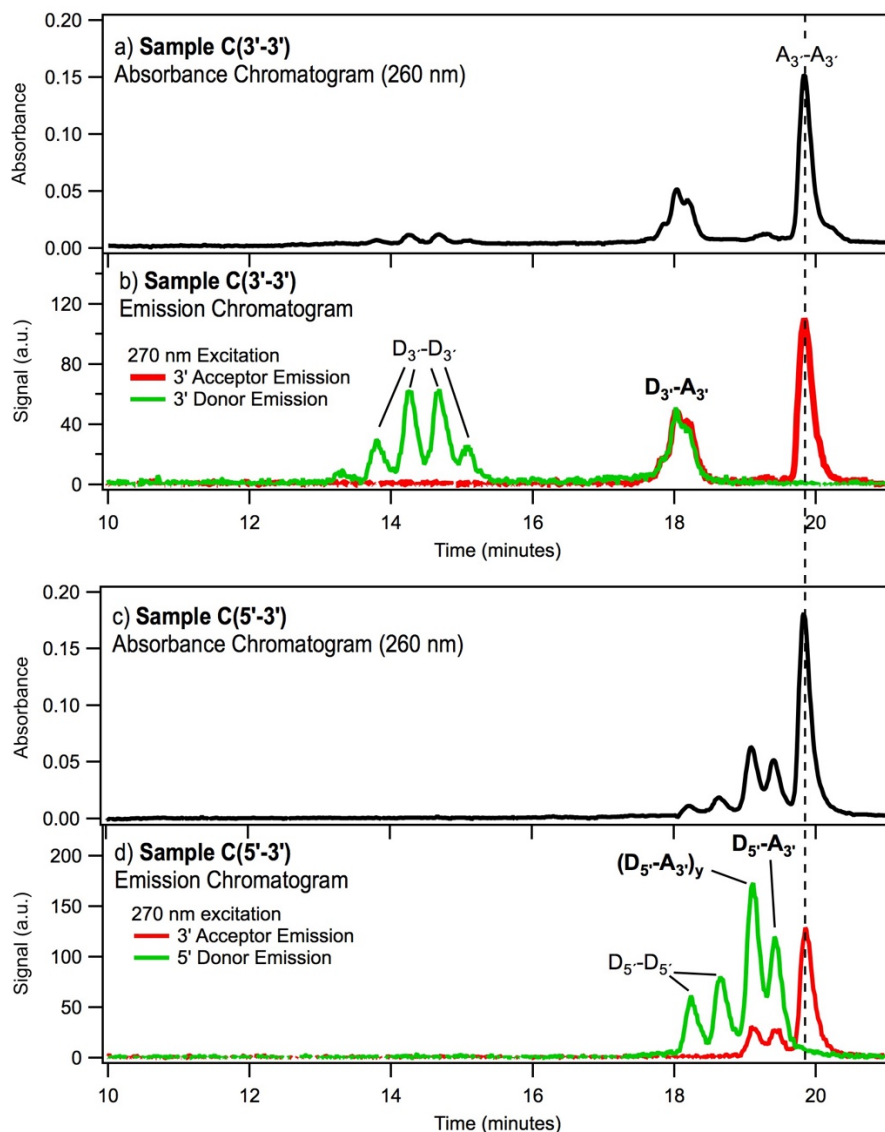 0.20
a) Sample C(3'-3')
Absorbance Chromatogram (260 nm)
A3′-A3′
0.15
0.10
0.05
0.00
Absorbance
b) Sample C(3'-3')
Emission Chromatogram
270 nm Excitation
3' Acceptor Emission
3' Donor Emission
D3′-D3′
D3'-A3'
120
80
40
0
Signal (a.u.)
10 12 14 16 18 20
Time (minutes)
0.20
c) Sample C(5'-3')
Absorbance Chromatogram (260 nm)
0.15
0.10
0.05
0.00
Absorbance
d) Sample C(5'-3')
Emission Chromatogram
270 nm excitation
3' Acceptor Emission
5' Donor Emission
(D5'-A3')y
D5'-A3'
D5′-D5′
200
150
100
50
0
Signal (a.u.)
10 12 14 16 18 20
Time (minutes)